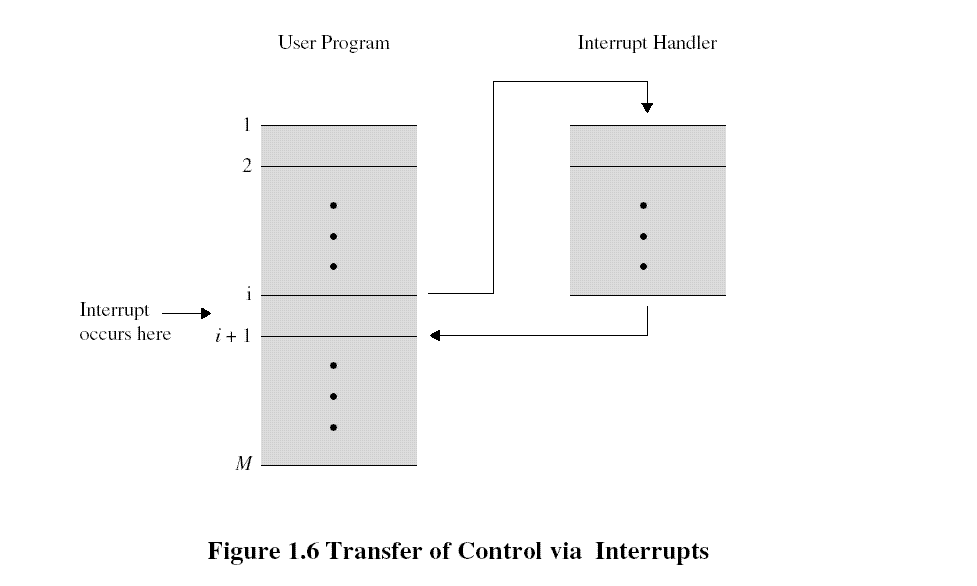 User Program
Interrupt Handler
1
2
i
Interrupt
occurs here
i + 1
M
Figure 1.6 Transfer of Control via Interrupts